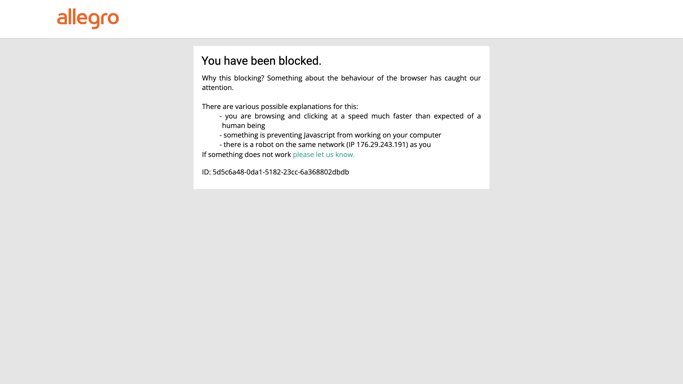 allegro
You have been blocked.
Why this blocking? Something about the behaviour of the browser has caught our
attention.
There are various possible explanations for this:
- you are browsing and clicking at a speed much faster than expected of a
human being
- something is preventing Javascript from working on your computer
- there is a robot on the same network (IP 176.29.243.191) as you
If something does not work please let us know.
ID: 5d5c6a48-0da1-5182-23cc-6a368802dbdb